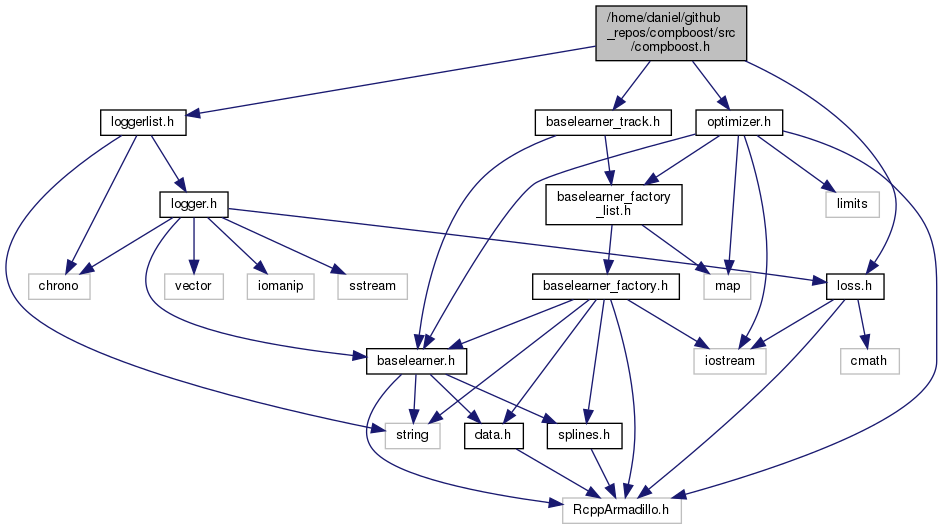 /home/daniel/github
_repos/compboost/src
/compboost.h
loggerlist.h
baselearner_track.h
optimizer.h
logger.h
baselearner_factory
_list.h
limits
chrono
vector
iomanip
sstream
baselearner_factory.h
map
loss.h
baselearner.h
iostream
cmath
string
data.h
splines.h
RcppArmadillo.h